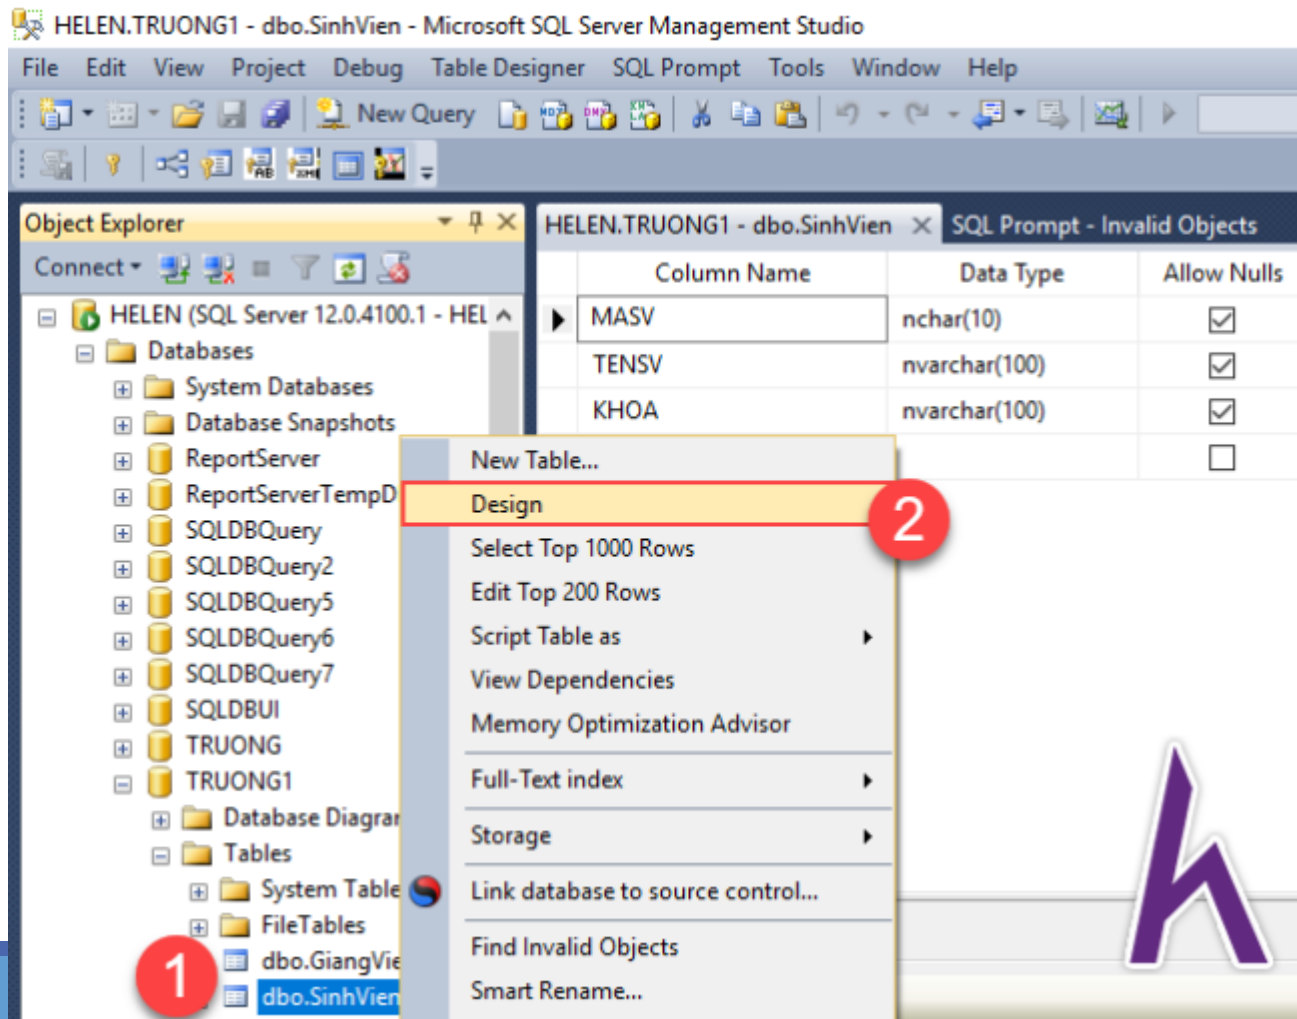 HELEN.TRUONG1 - dbo.SinhVien - Microsoft SQL Server Management Studio
File Edit View Project Debug Table Designer SQL Prompt Tools Window Help
New Query
Object Explorer
Connect
HELEN (SQL Server 12.0.4100.1 - HEL
Databases
System Databases
Database Snapshots
ReportServer
ReportServerTempD
SQLDBQuery
SQLDBQuery2
SQLDBQuery5
SQLDBQuery6
SQLDBQuery7
SQLDBUI
TRUONG
TRUONG1
Database Diagrar
Tables
System Table
FileTables
dbo.GiangVie
1
dbo.SinhVien
HELEN.TRUONG1 - dbo.SinhVien SQL Prompt - Invalid Objects
Column Name Data Type Allow Nulls
MASV nchar(10)
TENSV nvarchar(100)
KHOA nvarchar(100)
New Table...
Design
2
Select Top 1000 Rows
Edit Top 200 Rows
Script Table as
View Dependencies
Memory Optimization Advisor
Full-Text index
Storage
Link database to source control...
Find Invalid Objects
Smart Rename...
h